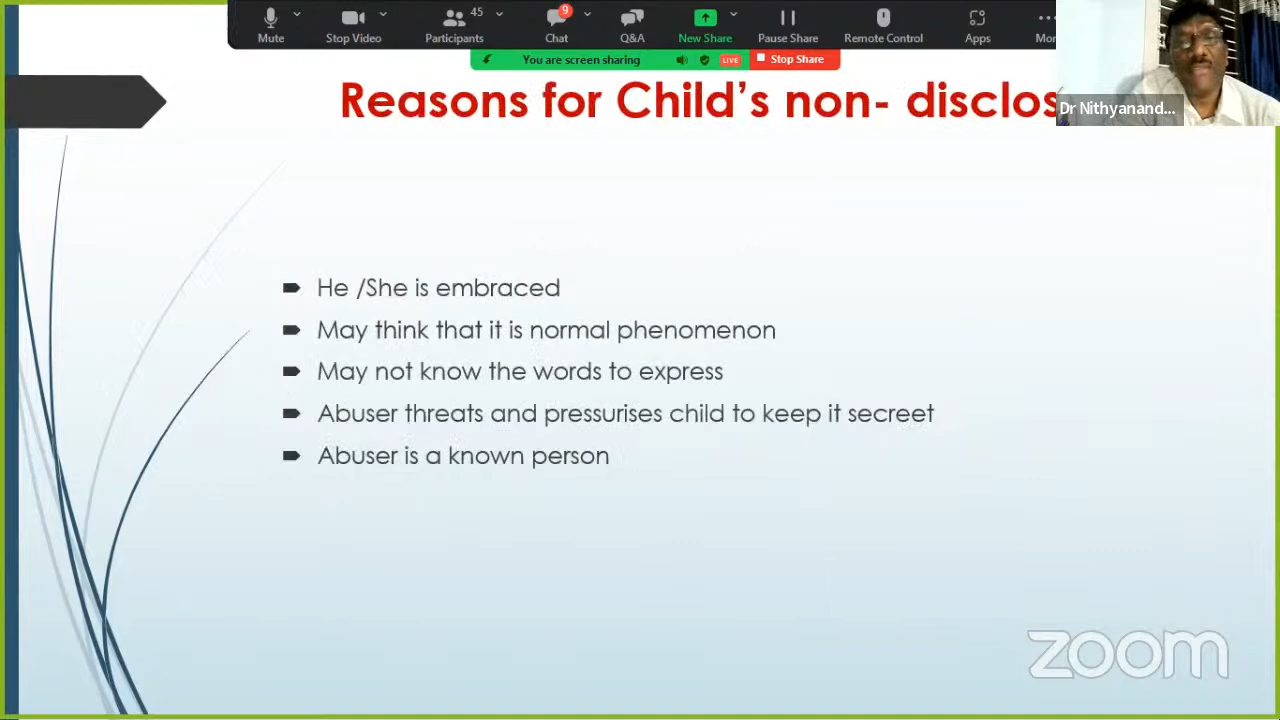 45
9
Mute
Stop Video
Participants
Chat
Q&A
New Share
Pause Share
Remote Control
Apps
Mor
You are screen sharing
LIVE
Stop Share
Reasons for Child's non- disclos
Dr Nithyanand...
He /She is embraced
May think that it is normal phenomenon
May not know the words to express
Abuser threats and pressurises child to keep it secreet
Abuser is a known person
zoom